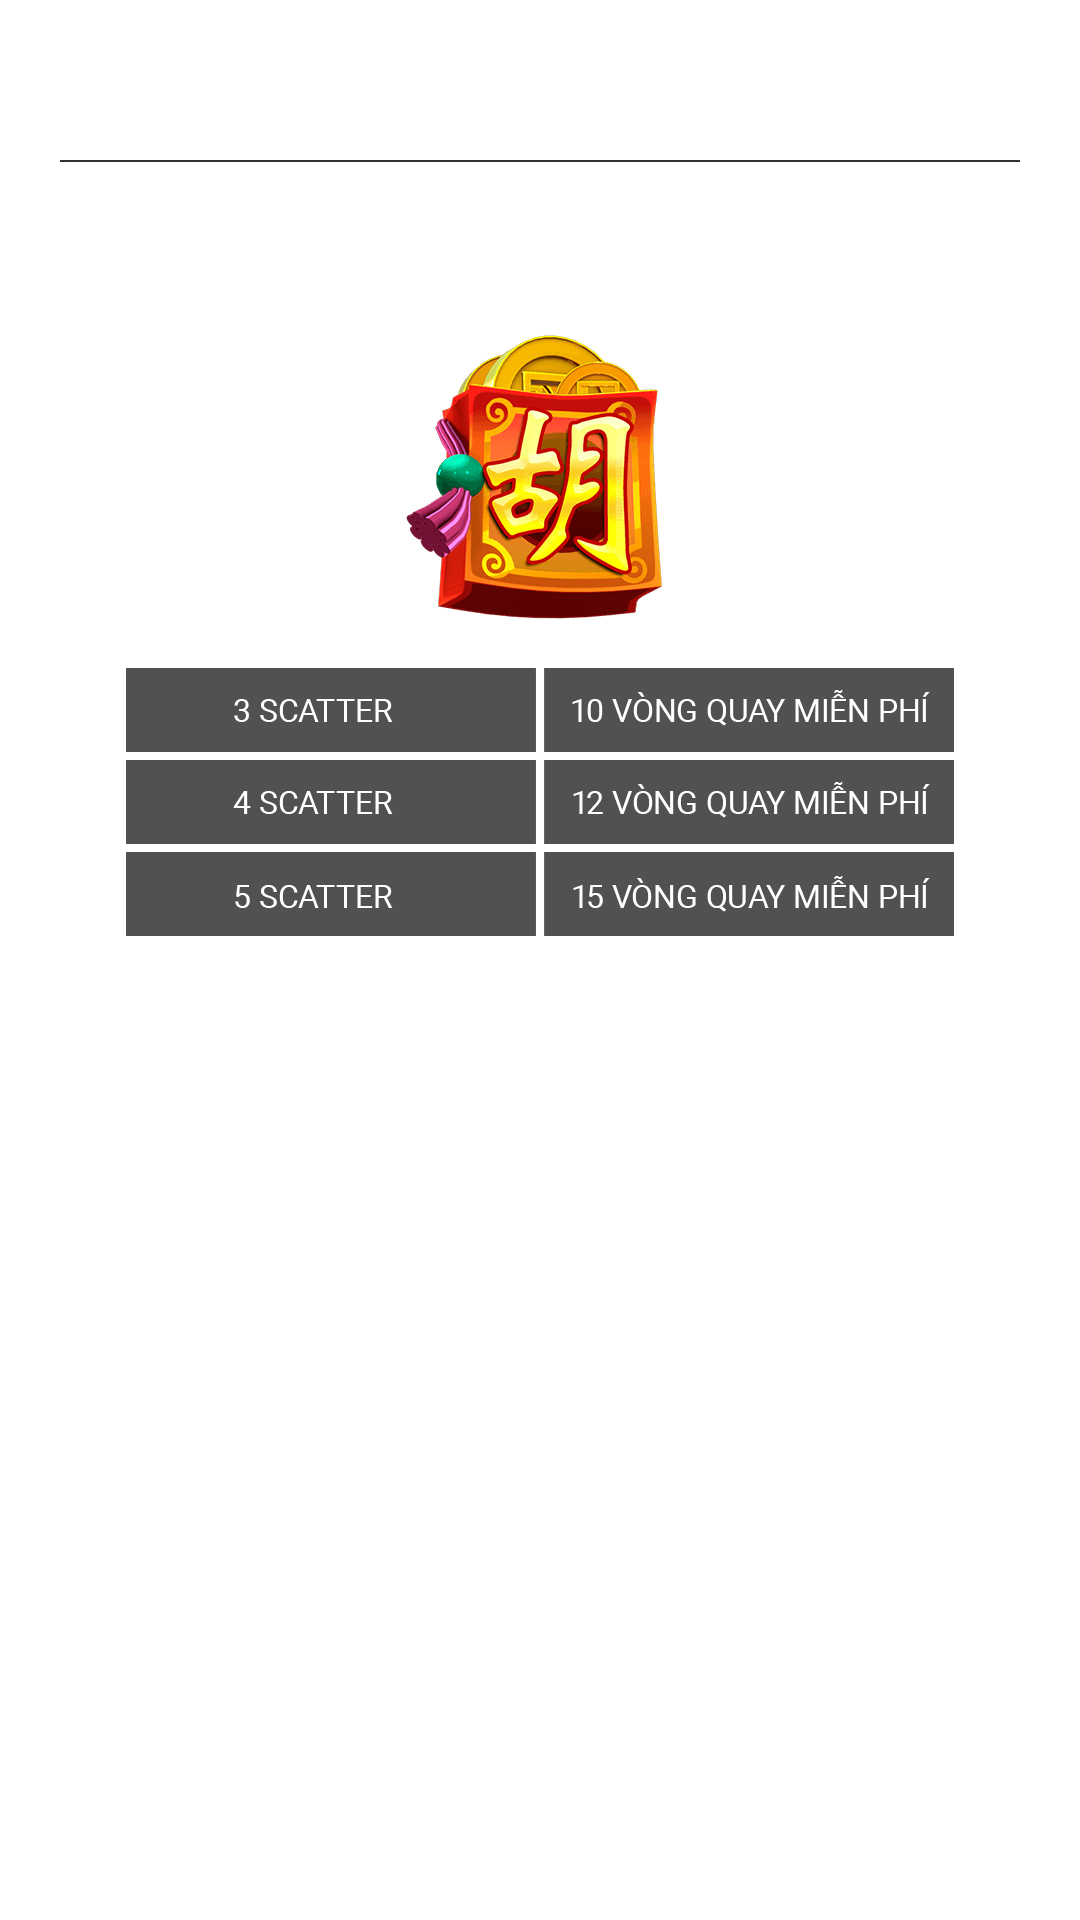 胡
3 SCATTER 10 VÒNG QUAY MIỄN PHÍ
4 SCATTER 12 VÒNG QUAY MIỄN PHÍ
5 SCATTER 15 VÒNG QUAY MIỄN PHÍ